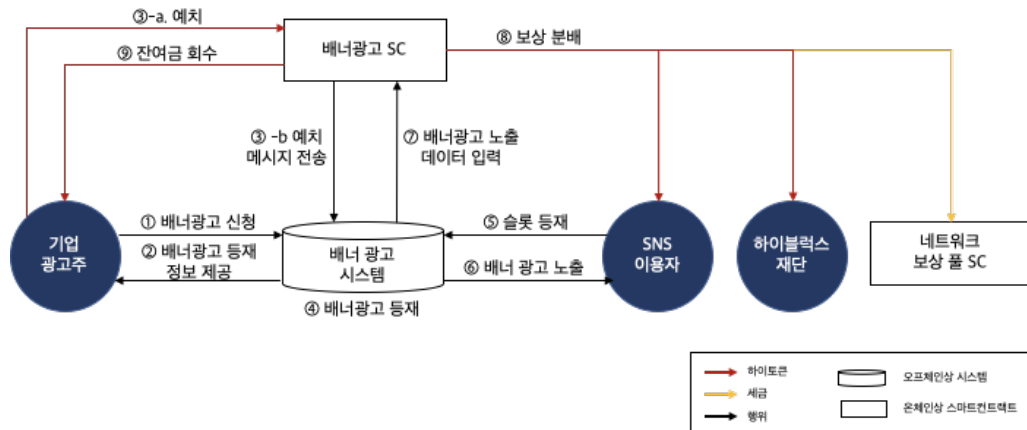 ③-a. 예치
⑨ 잔여금 회수
배너광고 SC
⑧ 보상 분배
③ -b 예치
메시지 전송
⑦ 배너광고 노출
데이터 입력
기업
광고주
① 배너광고 신청
② 배너광고 등재
정보 제공
배너 광고
시스템
④ 배너광고 등재
⑤ 슬롯 등재
⑥ 배너 광고 노출
SNS
이용자
하이블럭스
재단
네트워크
보상 풀 SC
하이토큰
세금
행위
오프체인상 시스템
온체인상 스마트컨트랙트